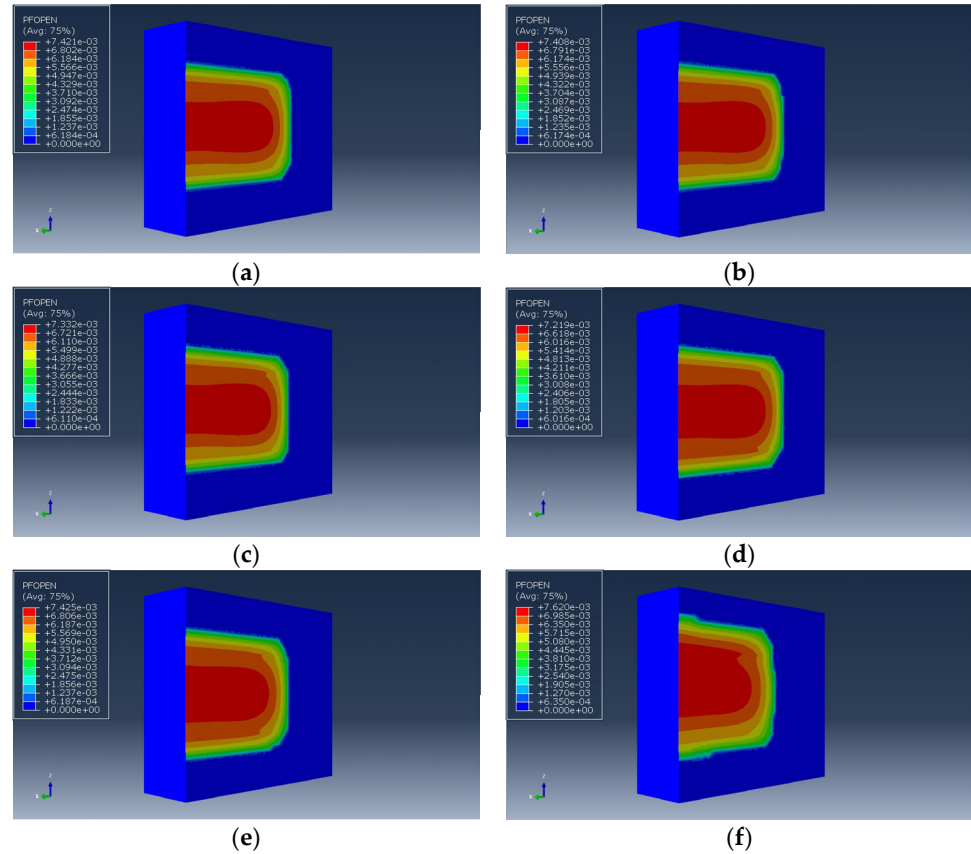 PFOPEN
(Avg: 75%)
+7.421e-03
+6.802e-03
+6.184e-03
+5.566e-03
+4.947e-03
+4.329e-03
+3.710e-03
+3.092e-03
+2.474e-03
+1.855e-03
+1.237e-03
+6.184e-04
+0.000e+00
z
x
(a)
PFOPEN
(Avg: 75%)
+7.408e-03
+6.791e-03
+6.174e-03
+5.556e-03
+4.939e-03
+4.322e-03
+3.704e-03
+3.087e-03
+2.469e-03
+1.852e-03
+1.235e-03
+6.174e-04
+0.000e+00
z
x
(b)
PFOPEN
(Avg: 75%)
+7.332e-03
+6.721e-03
+6.110e-03
+5.499e-03
+4.888e-03
+4.277e-03
+3.666e-03
+3.055e-03
+2.444e-03
+1.833e-03
+1.222e-03
+6.110e-04
+0.000e+00
z
x
(c)
PFOPEN
(Avg: 75%)
+7.219e-03
+6.618e-03
+6.016e-03
+5.414e-03
+4.813e-03
+4.211e-03
+3.610e-03
+3.008e-03
+2.406e-03
+1.805e-03
+1.203e-03
+6.016e-04
+0.000e+00
z
x
(d)
PFOPEN
(Avg: 75%)
+7.425e-03
+6.806e-03
+6.187e-03
+5.569e-03
+4.950e-03
+4.331e-03
+3.712e-03
+3.094e-03
+2.475e-03
+1.856e-03
+1.237e-03
+6.187e-04
+0.000e+00
z
x
(e)
PFOPEN
(Avg: 75%)
+7.620e-03
+6.985e-03
+6.350e-03
+5.715e-03
+5.080e-03
+4.445e-03
+3.810e-03
+3.175e-03
+2.540e-03
+1.905e-03
+1.270e-03
+6.350e-04
+0.000e+00
z
x
(f)